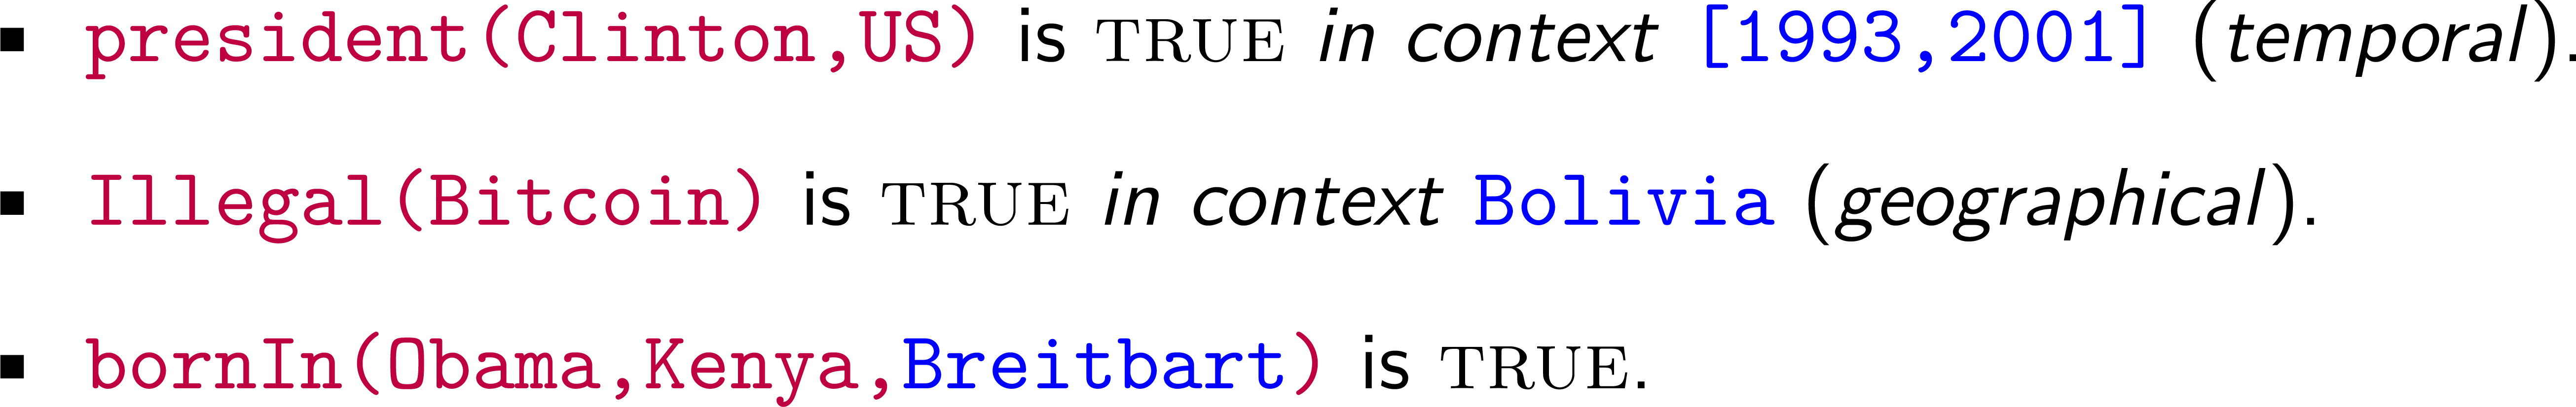 ▪ president(Clinton,US) is TRUE in context [1993,2001] (temporal).
▪ Illegal(Bitcoin) is TRUE in context Bolivia (geographical).
▪ bornIn(Obama,Kenya,Breitbart) is TRUE.